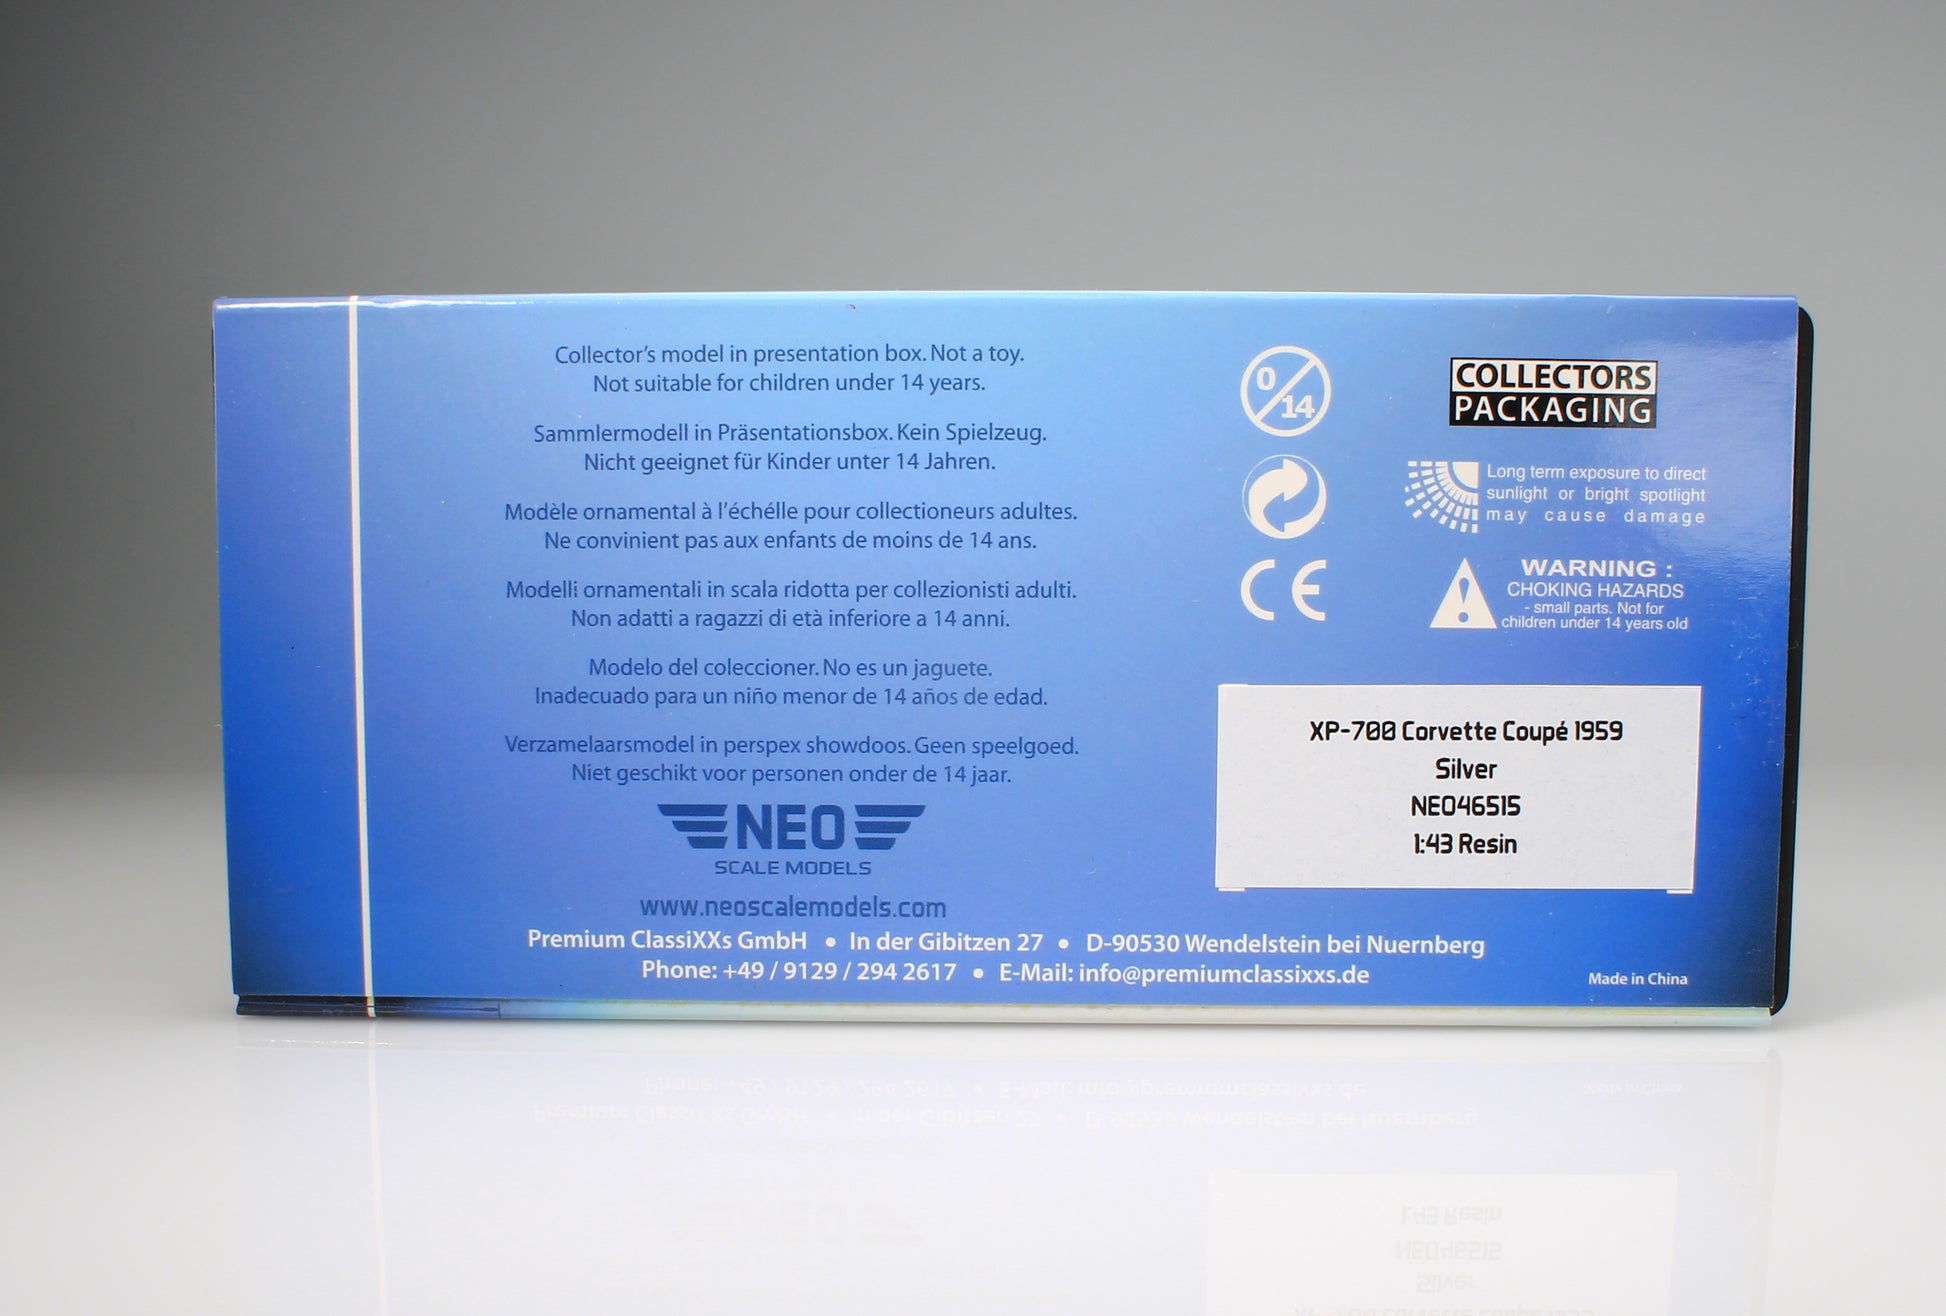 Collector's model in presentation box. Not a toy.
Not suitable for children under 14 years.
Sammlermodell in Präsentationsbox. Kein Spielzeug.
Nicht geeignet für Kinder unter 14 Jahren.
Modèle ornamental à l'échélle pour collectioneurs adultes.
Ne convinient pas aux enfants de moins de 14 ans.
Modelli ornamentali in scala ridotta per collezionisti adulti.
Non adatti a ragazzi di età inferiore a 14 anni.
Modelo del coleccioner. No es un jaguete.
Inadecuado para un niño menor de 14 años de edad.
Verzamelaarsmodel in perspex showdoos. Geen speelgoed.
Niet geschikt voor personen onder de 14 jaar.
NEO
SCALE MODELS
www.neoscalemodels.com
Premium ClassiXXs GmbH • In der Gibitzen 27 • D-90530 Wendelstein bei Nuernberg
Phone: +49 / 9129 / 294 2617 • E-Mail: info@premiumclassixxs.de
0
14
CE
COLLECTORS
PACKAGING
Long term exposure to direct
sunlight or bright spotlight
may cause damage
WARNING :
CHOKING HAZARDS
- small parts. Not for
children under 14 years old
XP-700 Corvette Coupé 1959
Silver
NEO46515
1:43 Resin
Made in China